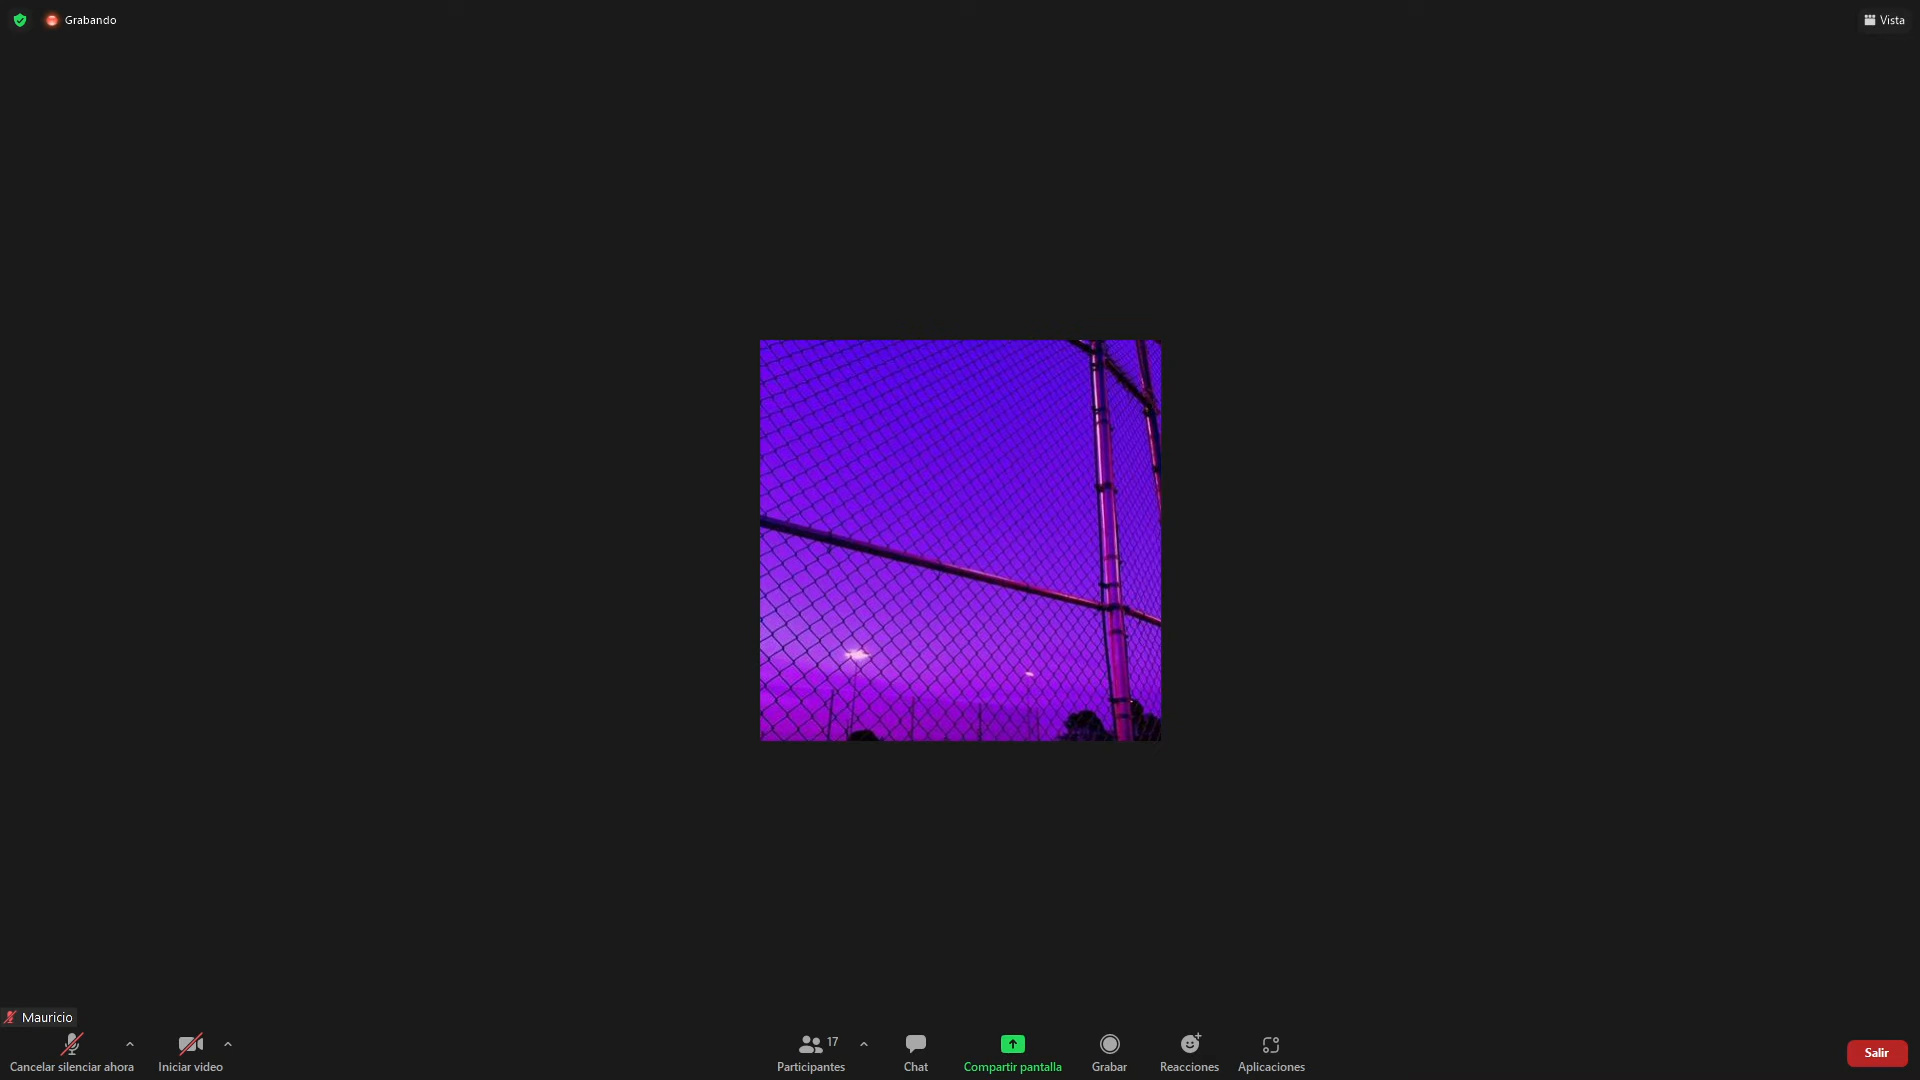 Grabando
Vista
Mauricio
Cancelar silenciar ahora
Iniciar video
17
Participantes
Chat
Compartir pantalla
Grabar
Reacciones
Aplicaciones
Salir